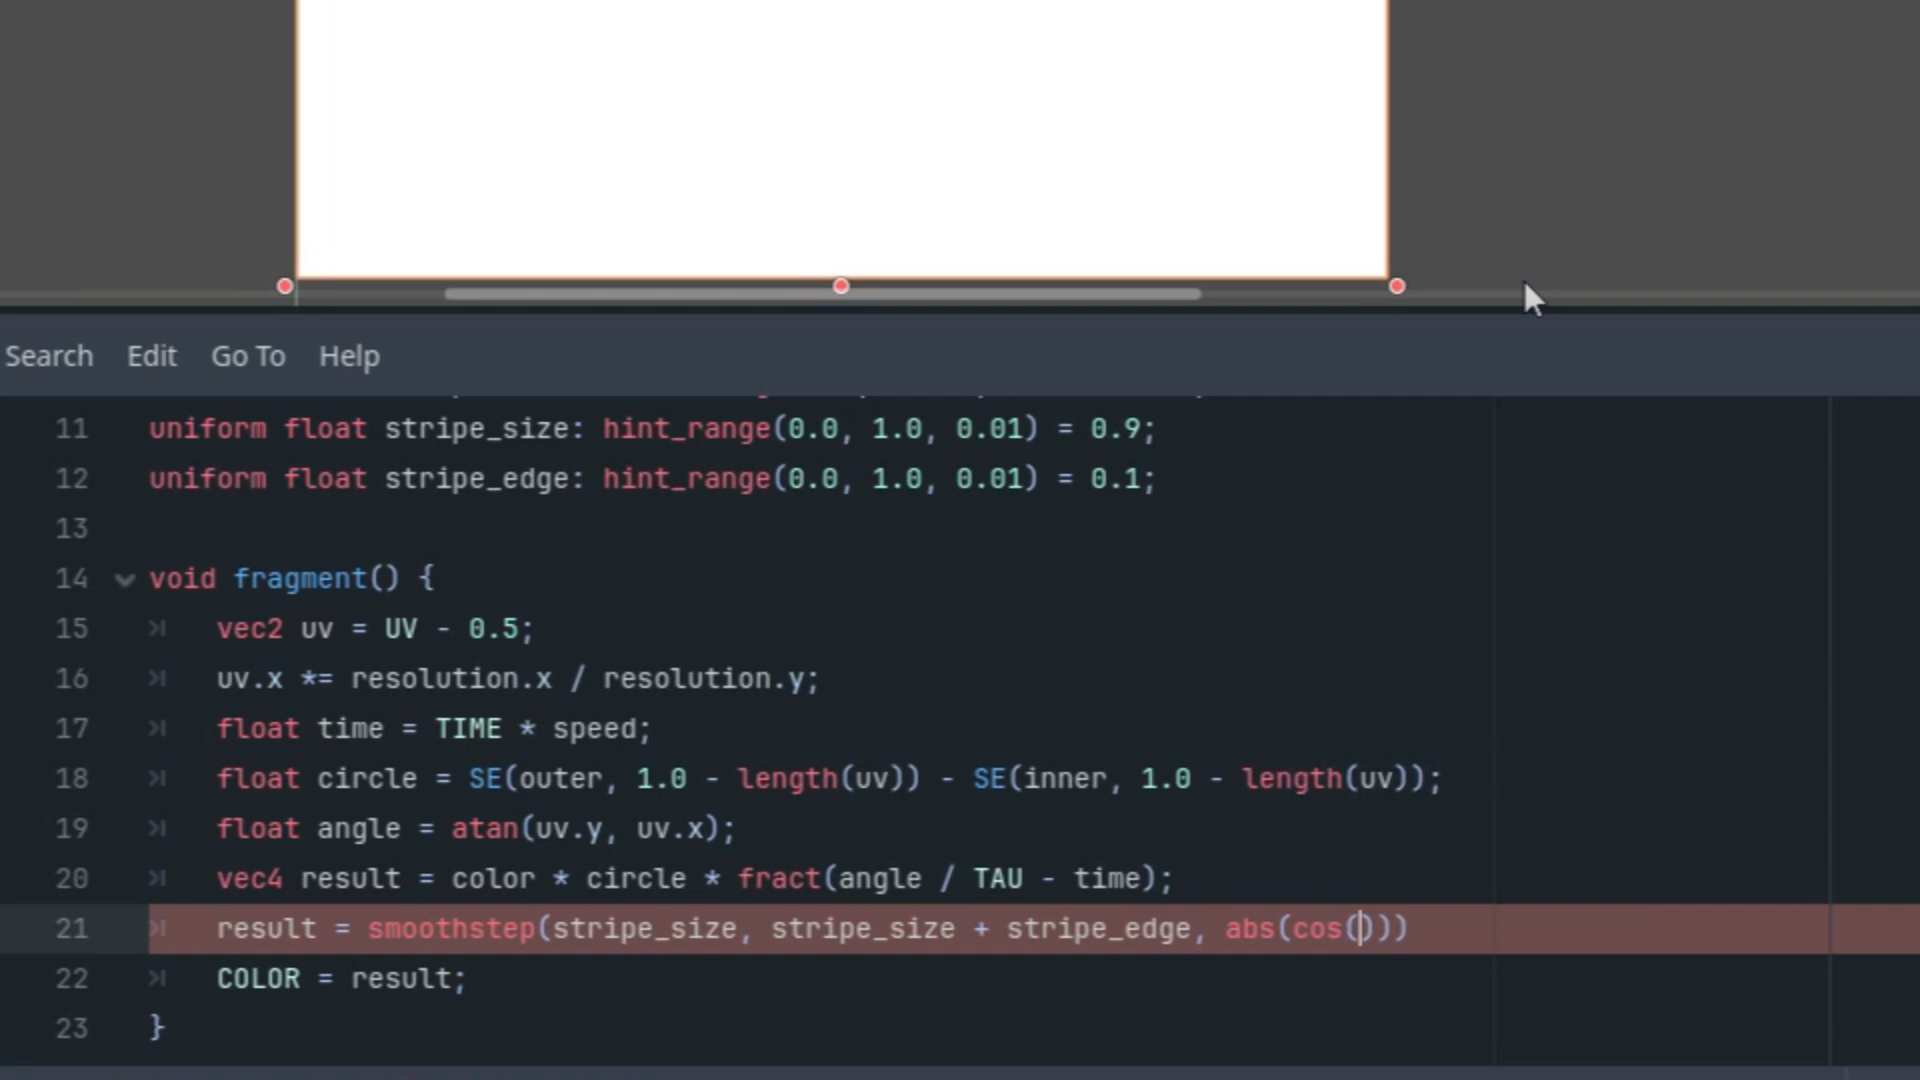 Search Edit Go To Help
11 uniform float stripe_size: hint_range(0.0, 1.0, 0.01) = 0.9;
12 uniform float stripe_edge: hint_range(0.0, 1.0, 0.01) = 0.1;
13
14 void fragment() {
15 vec2 uv = UV - 0.5;
16 uv.x *= resolution.x / resolution.y;
17 float time = TIME * speed;
18 float circle = SE(outer, 1.0 - length(uv)) - SE(inner, 1.0 - length(uv));
19 float angle = atan(uv.y, uv.x);
20 vec4 result = color * circle * fract(angle / TAU - time);
21 result = smoothstep(stripe_size, stripe_size + stripe_edge, abs(cos()))
22 COLOR = result;
23 }